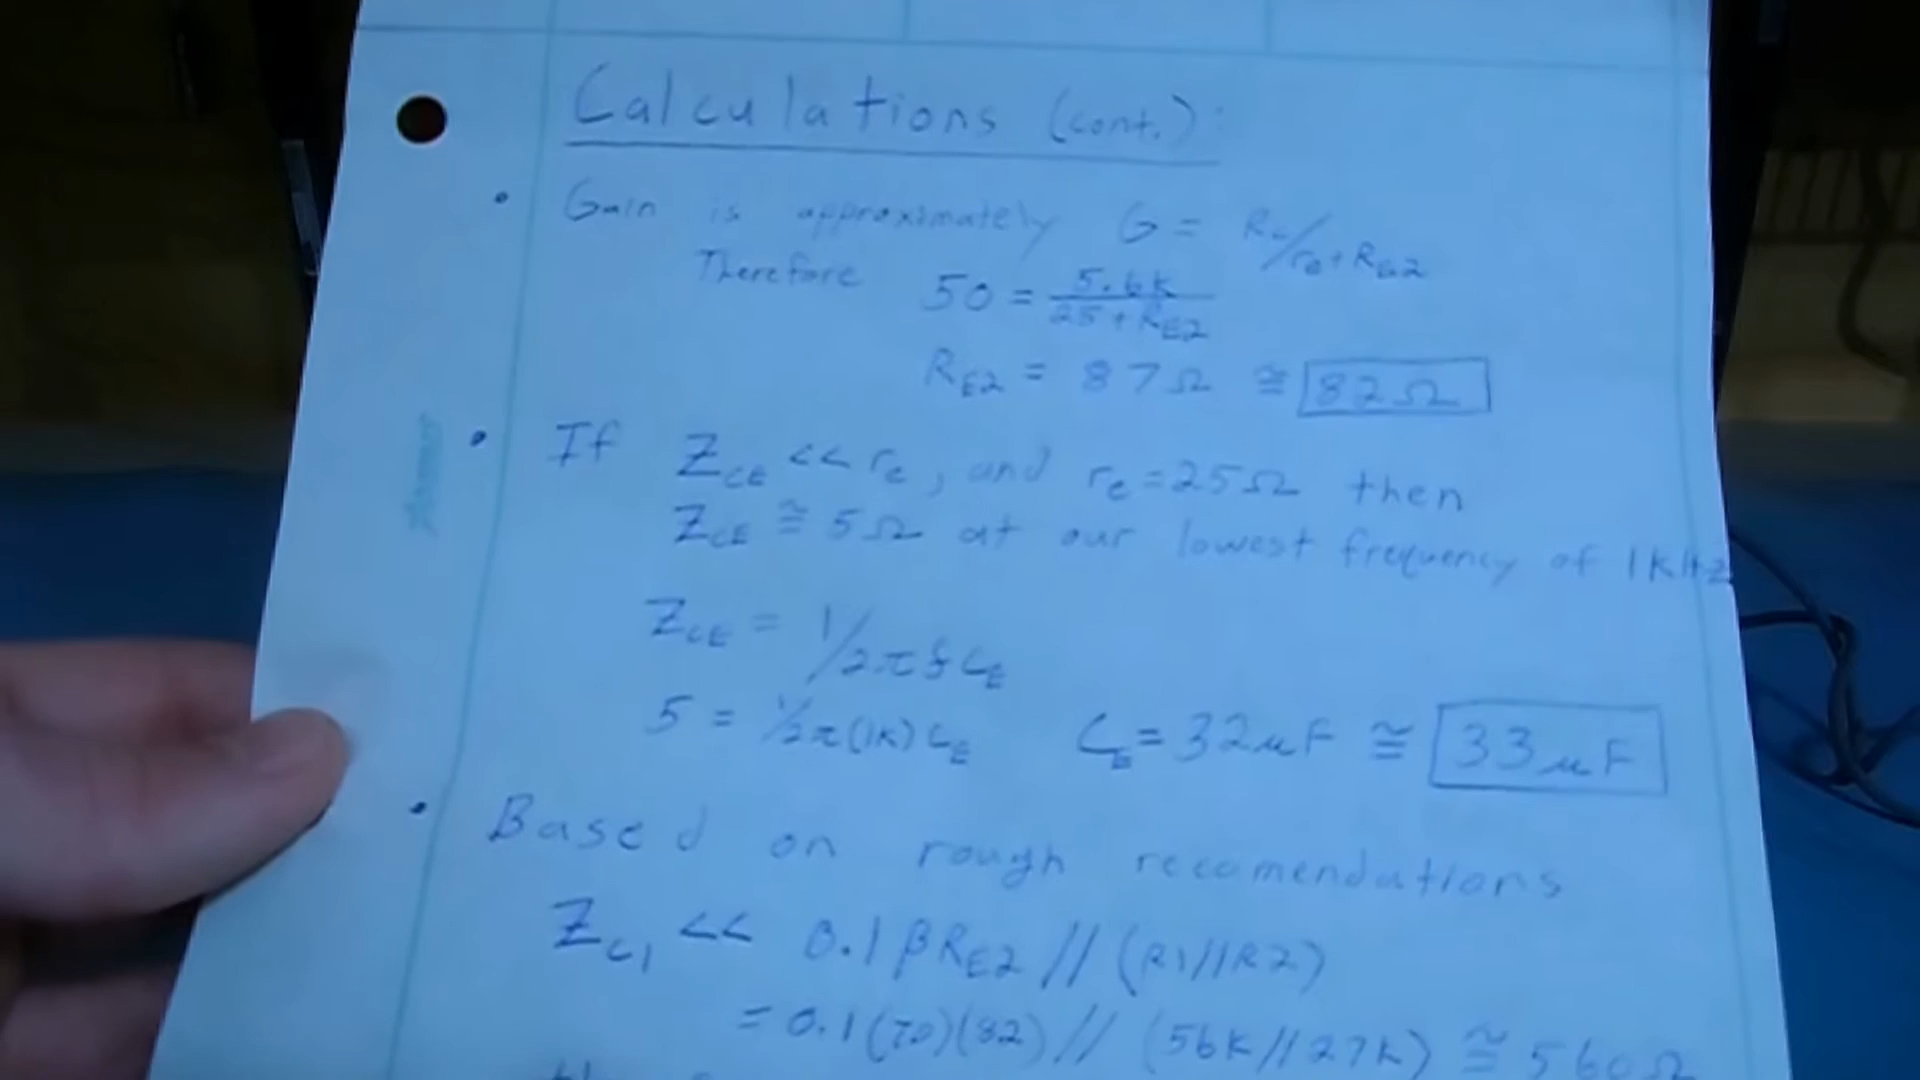 Calculations (cont.):
• Gain is approximately G = Rc/re+RE2
Therefore 50 = 5.6k/25+RE2
RE2 = 87Ω ≅ 82Ω
• If ZCE << re, and re=25Ω then
ZCE ≅ 5Ω at our lowest frequency of 1kHz
ZCE = 1/2πfCE
5 = 1/2π(1k)CE CE = 32μF ≅ 33μF
• Based on rough recomendations
ZC1 << 0.1βRE2 // (R1//R2)
= 0.1(70)(82) // (56k//27k) ≅ 560Ω